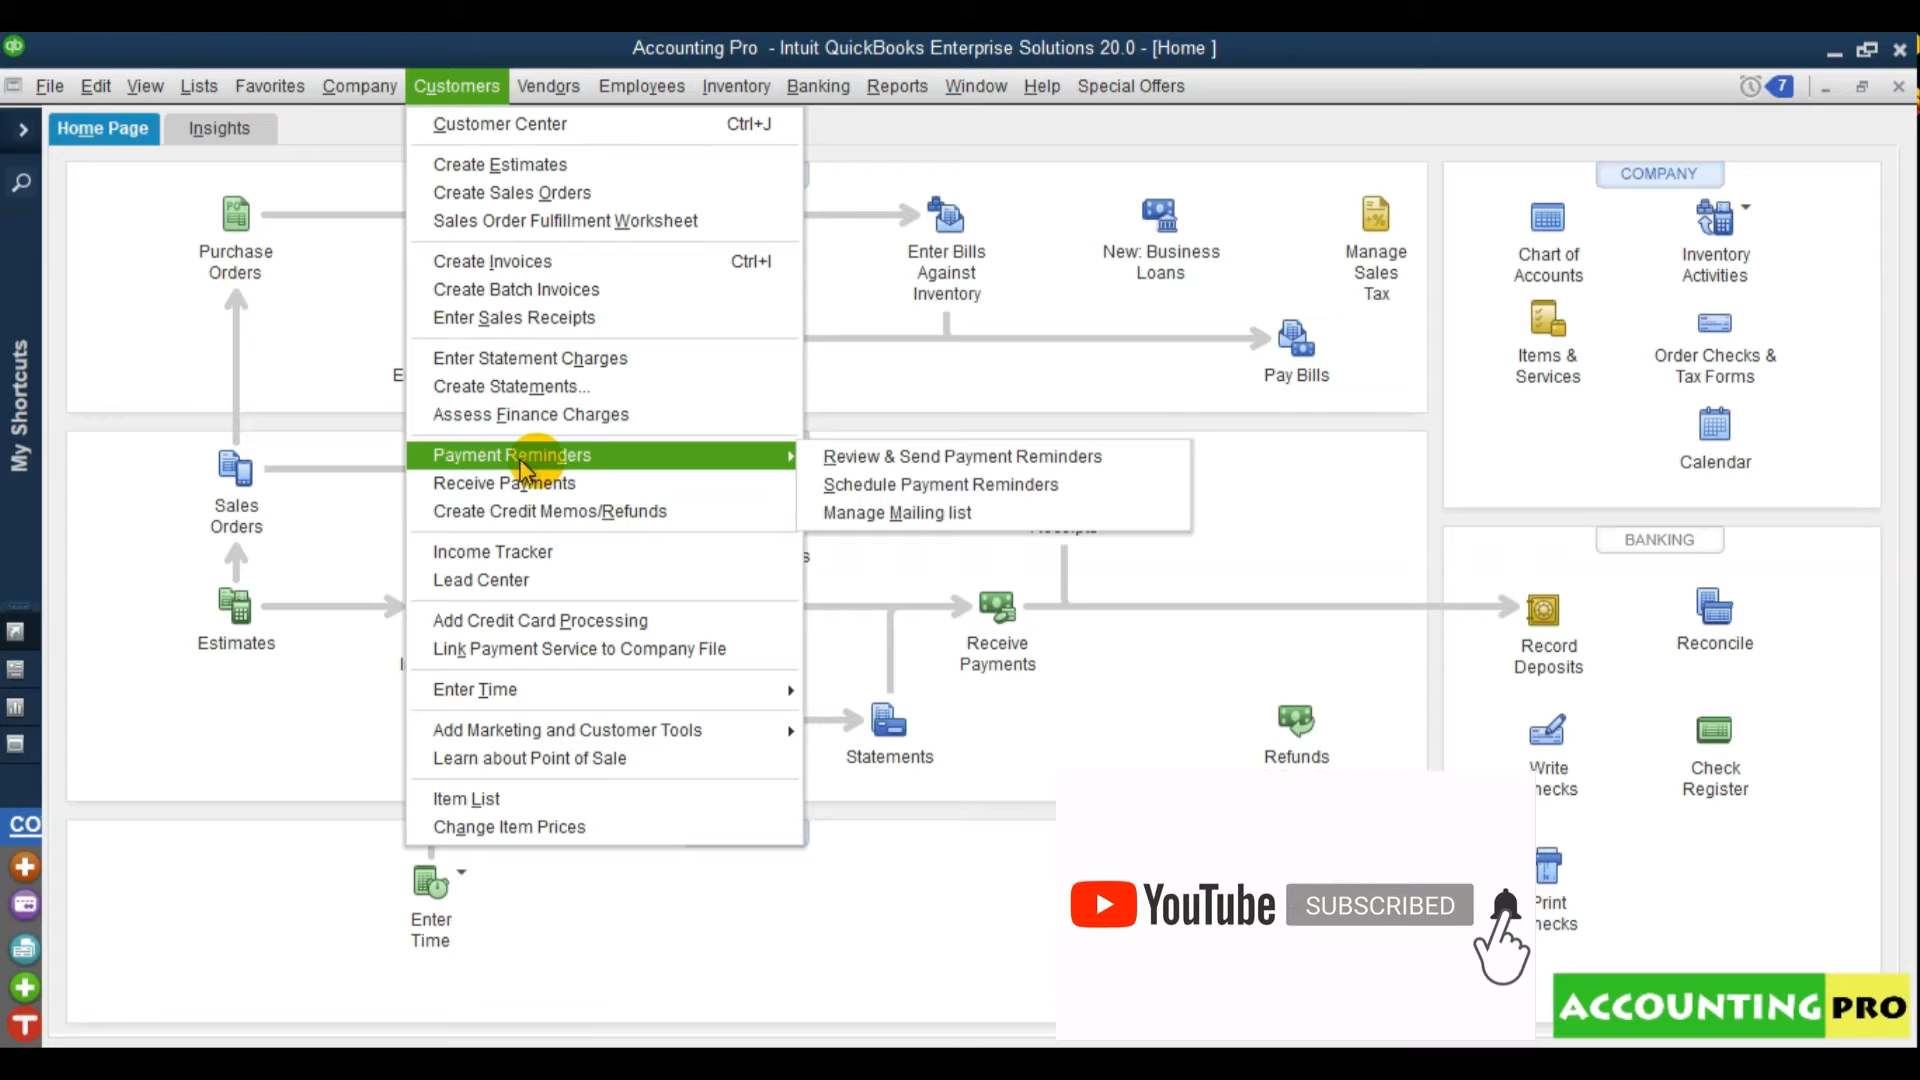 qb
Accounting Pro - Intuit QuickBooks Enterprise Solutions 20.0 - [Home ]
File Edit View Lists Favorites Company Customers Vendors Employees Inventory Banking Reports Window Help Special Offers
7
Home Page
Insights
My Shortcuts
CO
Customer Center Ctrl+J
Create Estimates
Create Sales Orders
Sales Order Fulfillment Worksheet
Create Invoices Ctrl+I
Create Batch Invoices
Enter Sales Receipts
Enter Statement Charges
Create Statements...
Assess Finance Charges
Payment Reminders
Receive Payments
Create Credit Memos/Refunds
Income Tracker
Lead Center
Add Credit Card Processing
Link Payment Service to Company File
Enter Time
Add Marketing and Customer Tools
Learn about Point of Sale
Item List
Change Item Prices
Review & Send Payment Reminders
Schedule Payment Reminders
Manage Mailing list
Purchase
Orders
Sales
Orders
Estimates
Enter
Time
Enter Bills
Against
Inventory
New: Business
Loans
Manage
Sales
Tax
Pay Bills
Receive
Payments
Statements
Refunds
COMPANY
Chart of
Accounts
Inventory
Activities
Items &
Services
Order Checks &
Tax Forms
Calendar
BANKING
Record
Deposits
Reconcile
Write
hecks
Check
Register
Print
hecks
YouTube
SUBSCRIBED
ACCOUNTING PRO